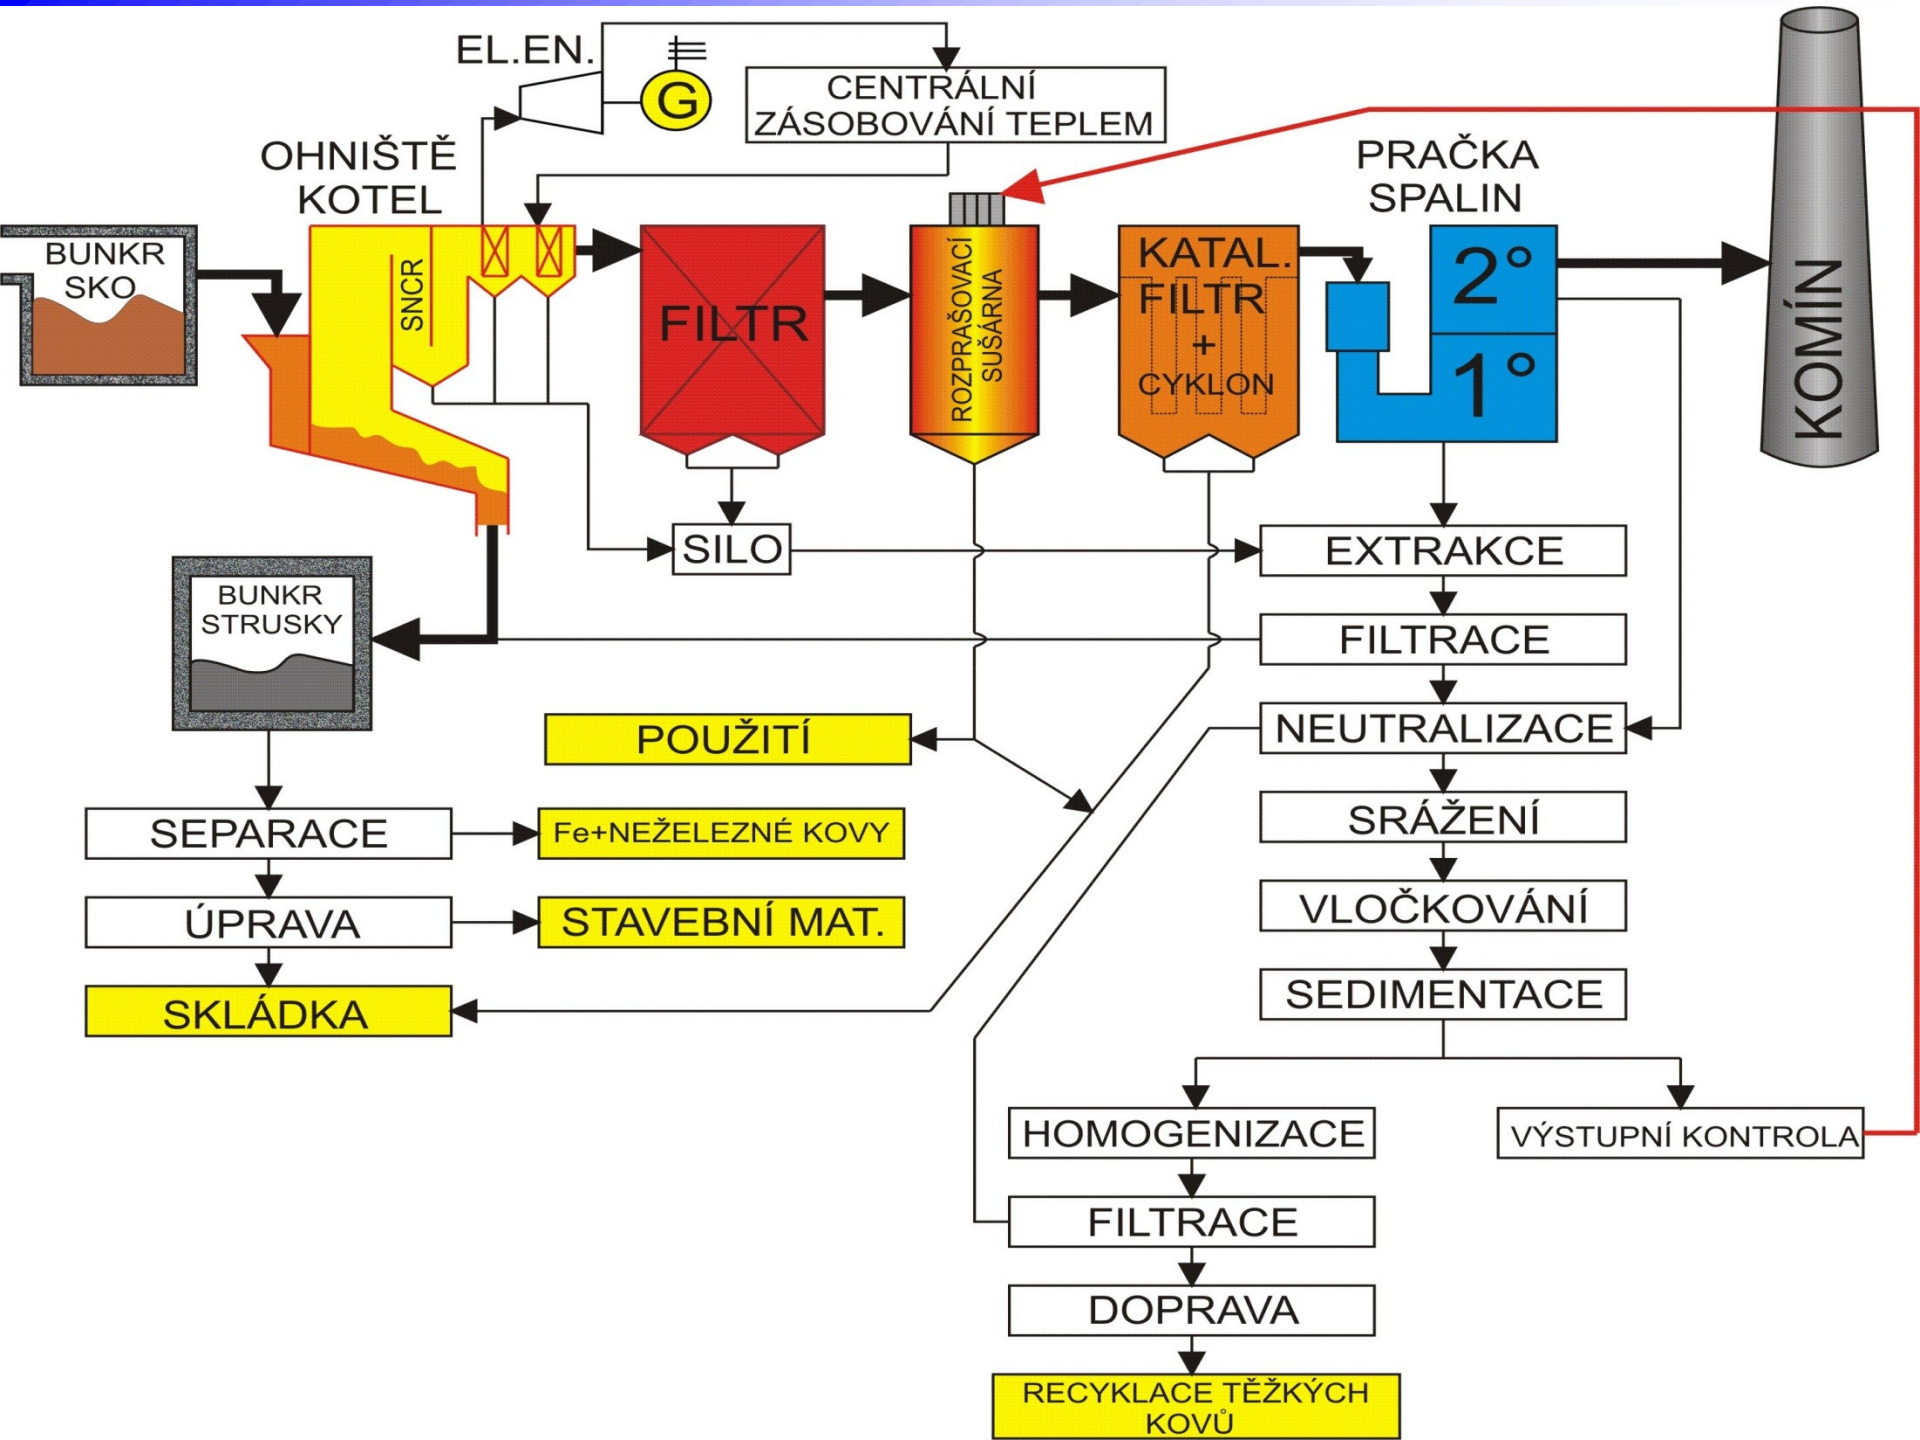 EL.EN.
G
CENTRÁLNÍ
ZÁSOBOVÁNÍ TEPLEM
OHNIŠTĚ
KOTEL
PRAČKA
SPALIN
BUNKR
SKO
SNCR
FILTR
ROZPRAŠOVACÍ
SUŠÁRNA
KATAL.
FILTR
+
CYKLON
2°
1°
KOMÍN
SILO
EXTRAKCE
BUNKR
STRUSKY
FILTRACE
POUŽITÍ
NEUTRALIZACE
SEPARACE
Fe+NEŽELEZNÉ KOVY
SRÁŽENÍ
ÚPRAVA
STAVEBNÍ MAT.
VLOČKOVÁNÍ
SKLÁDKA
SEDIMENTACE
HOMOGENIZACE
VÝSTUPNÍ KONTROLA
FILTRACE
DOPRAVA
RECYKLACE TĚŽKÝCH
KOVŮ